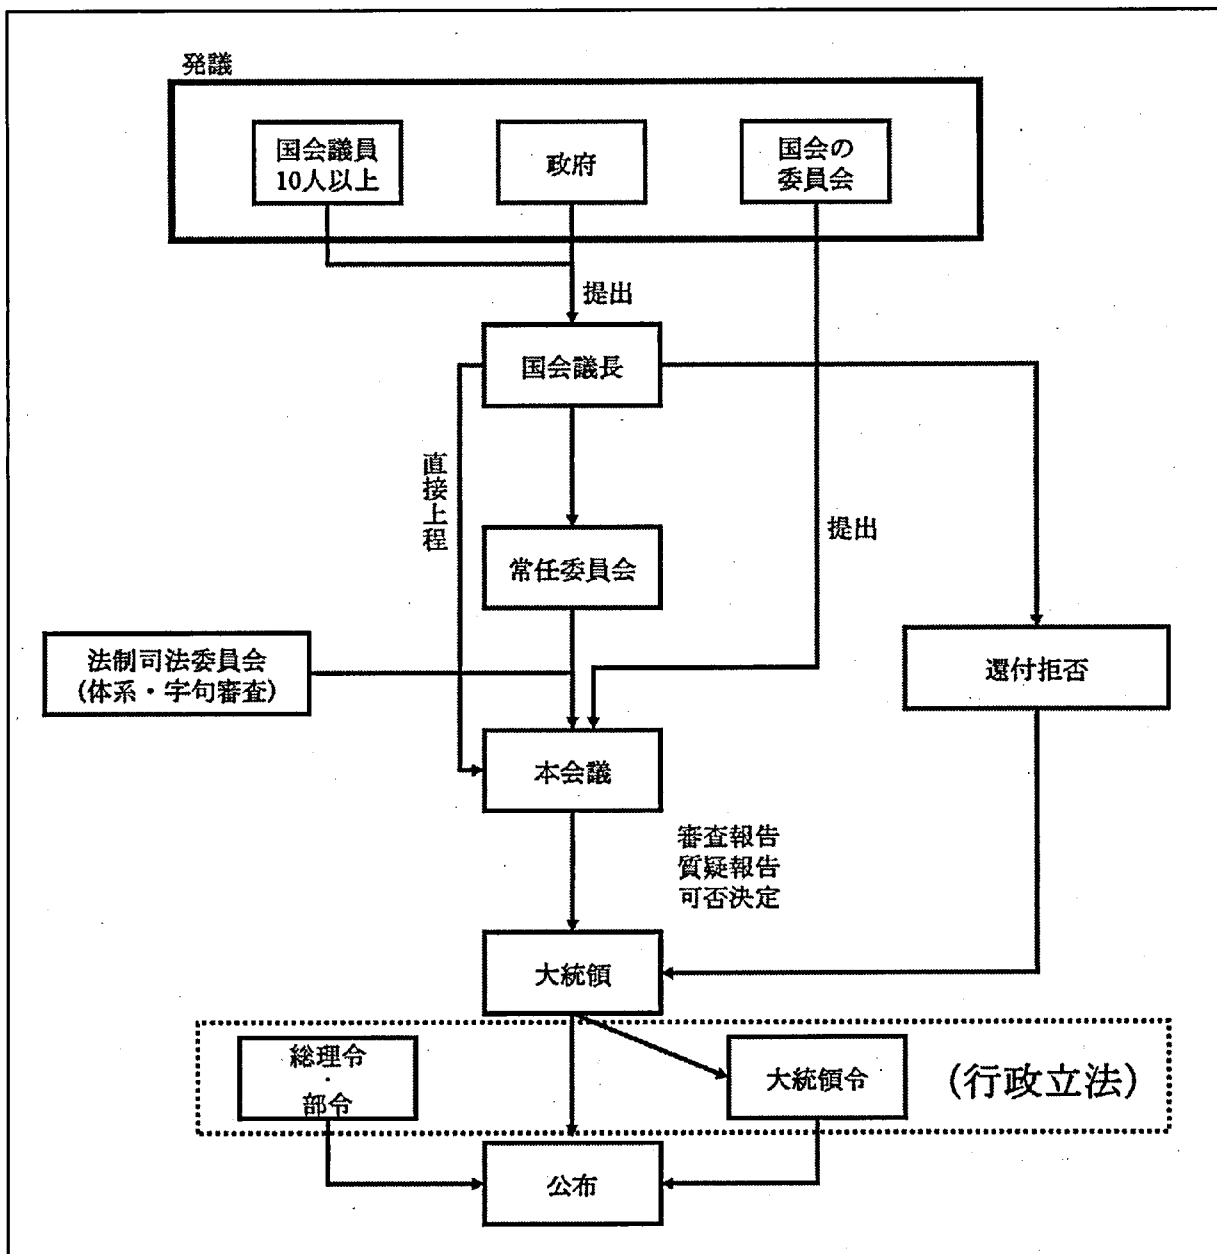 発議
国会議員
10人以上
政府
国会の
委員会
提出
国会議長
直接上程
常任委員会
提出
法制司法委員会
(体系・字句審査)
還付拒否
本会議
審査報告
質疑報告
可否決定
大統領
総理令
・
部令
大統領令
(行政立法)
公布